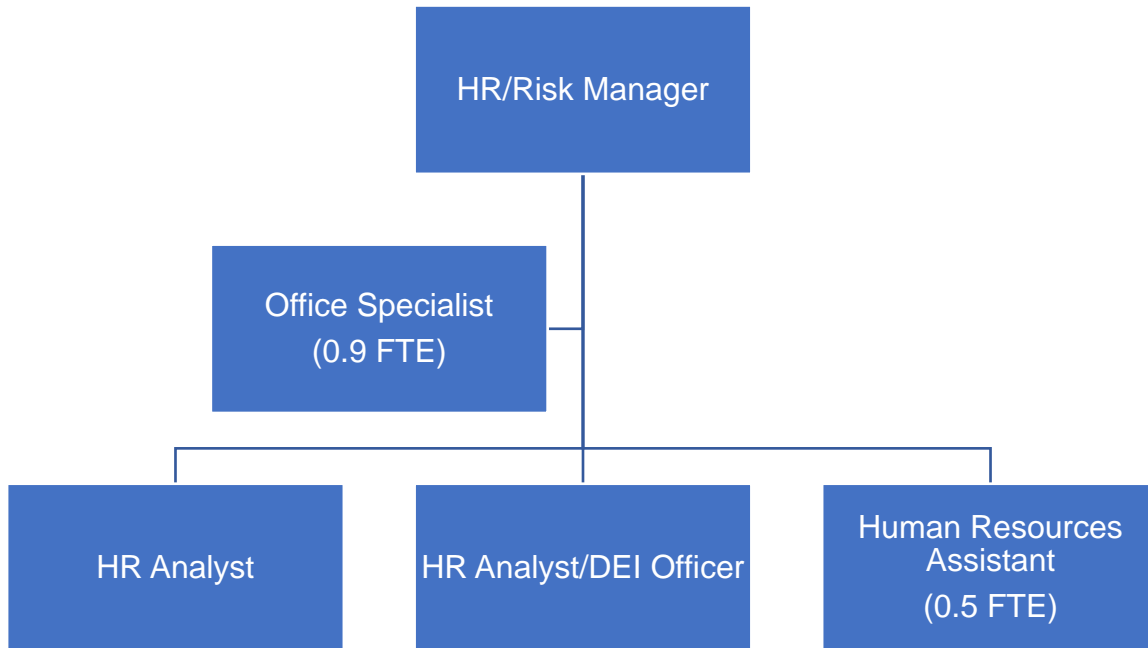 HR/Risk Manager
Office Specialist
(0.9 FTE)
HR Analyst
HR Analyst/DEI Officer
Human Resources
Assistant
(0.5 FTE)